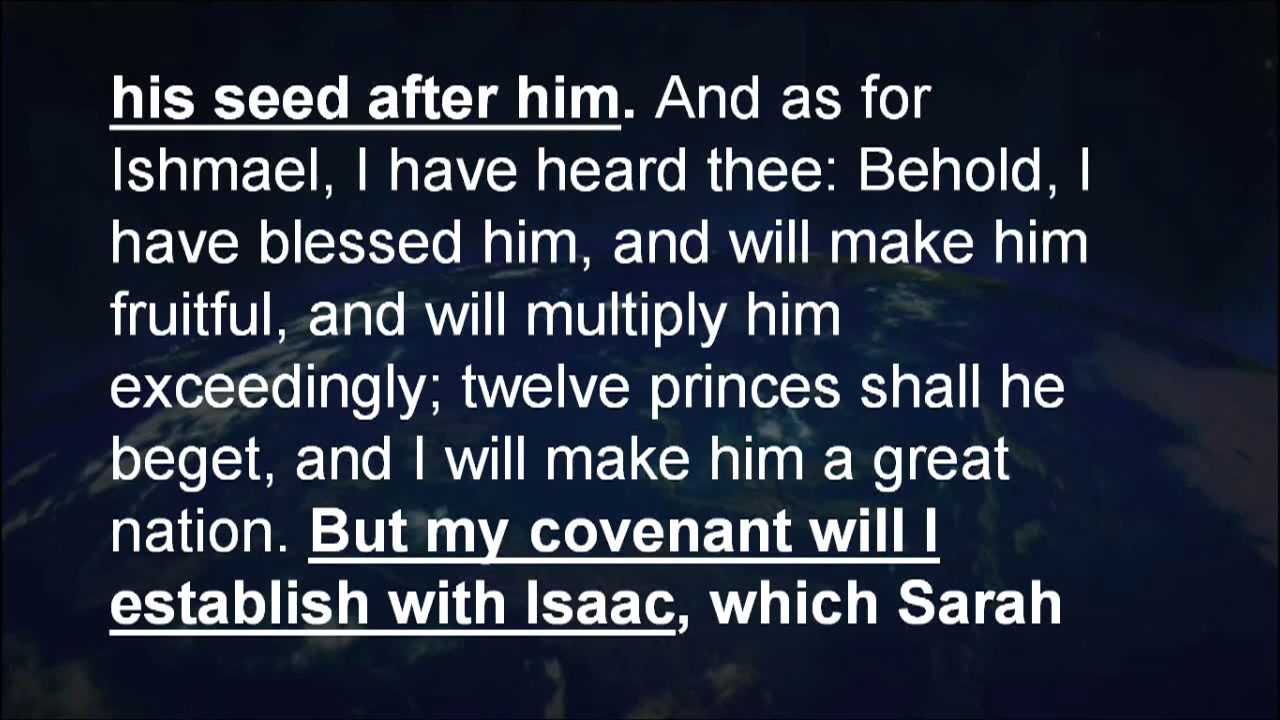 his seed after him. And as for
Ishmael, I have heard thee: Behold, I
have blessed him, and will make him
fruitful, and will multiply him
exceedingly; twelve princes shall he
beget, and I will make him a great
nation. But my covenant will I
establish with Isaac, which Sarah